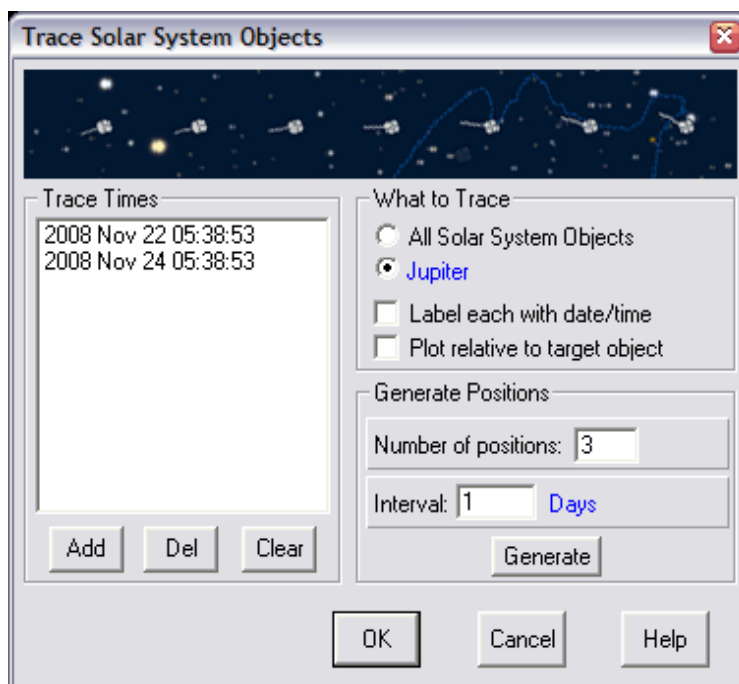 Trace Solar System Objects
Trace Times
2008 Nov 22 05:38:53
2008 Nov 24 05:38:53
Add
Del
Clear
What to Trace
All Solar System Objects
Jupiter
Label each with date/time
Plot relative to target object
Generate Positions
Number of positions: 3
Interval: 1 Days
Generate
OK
Cancel
Help